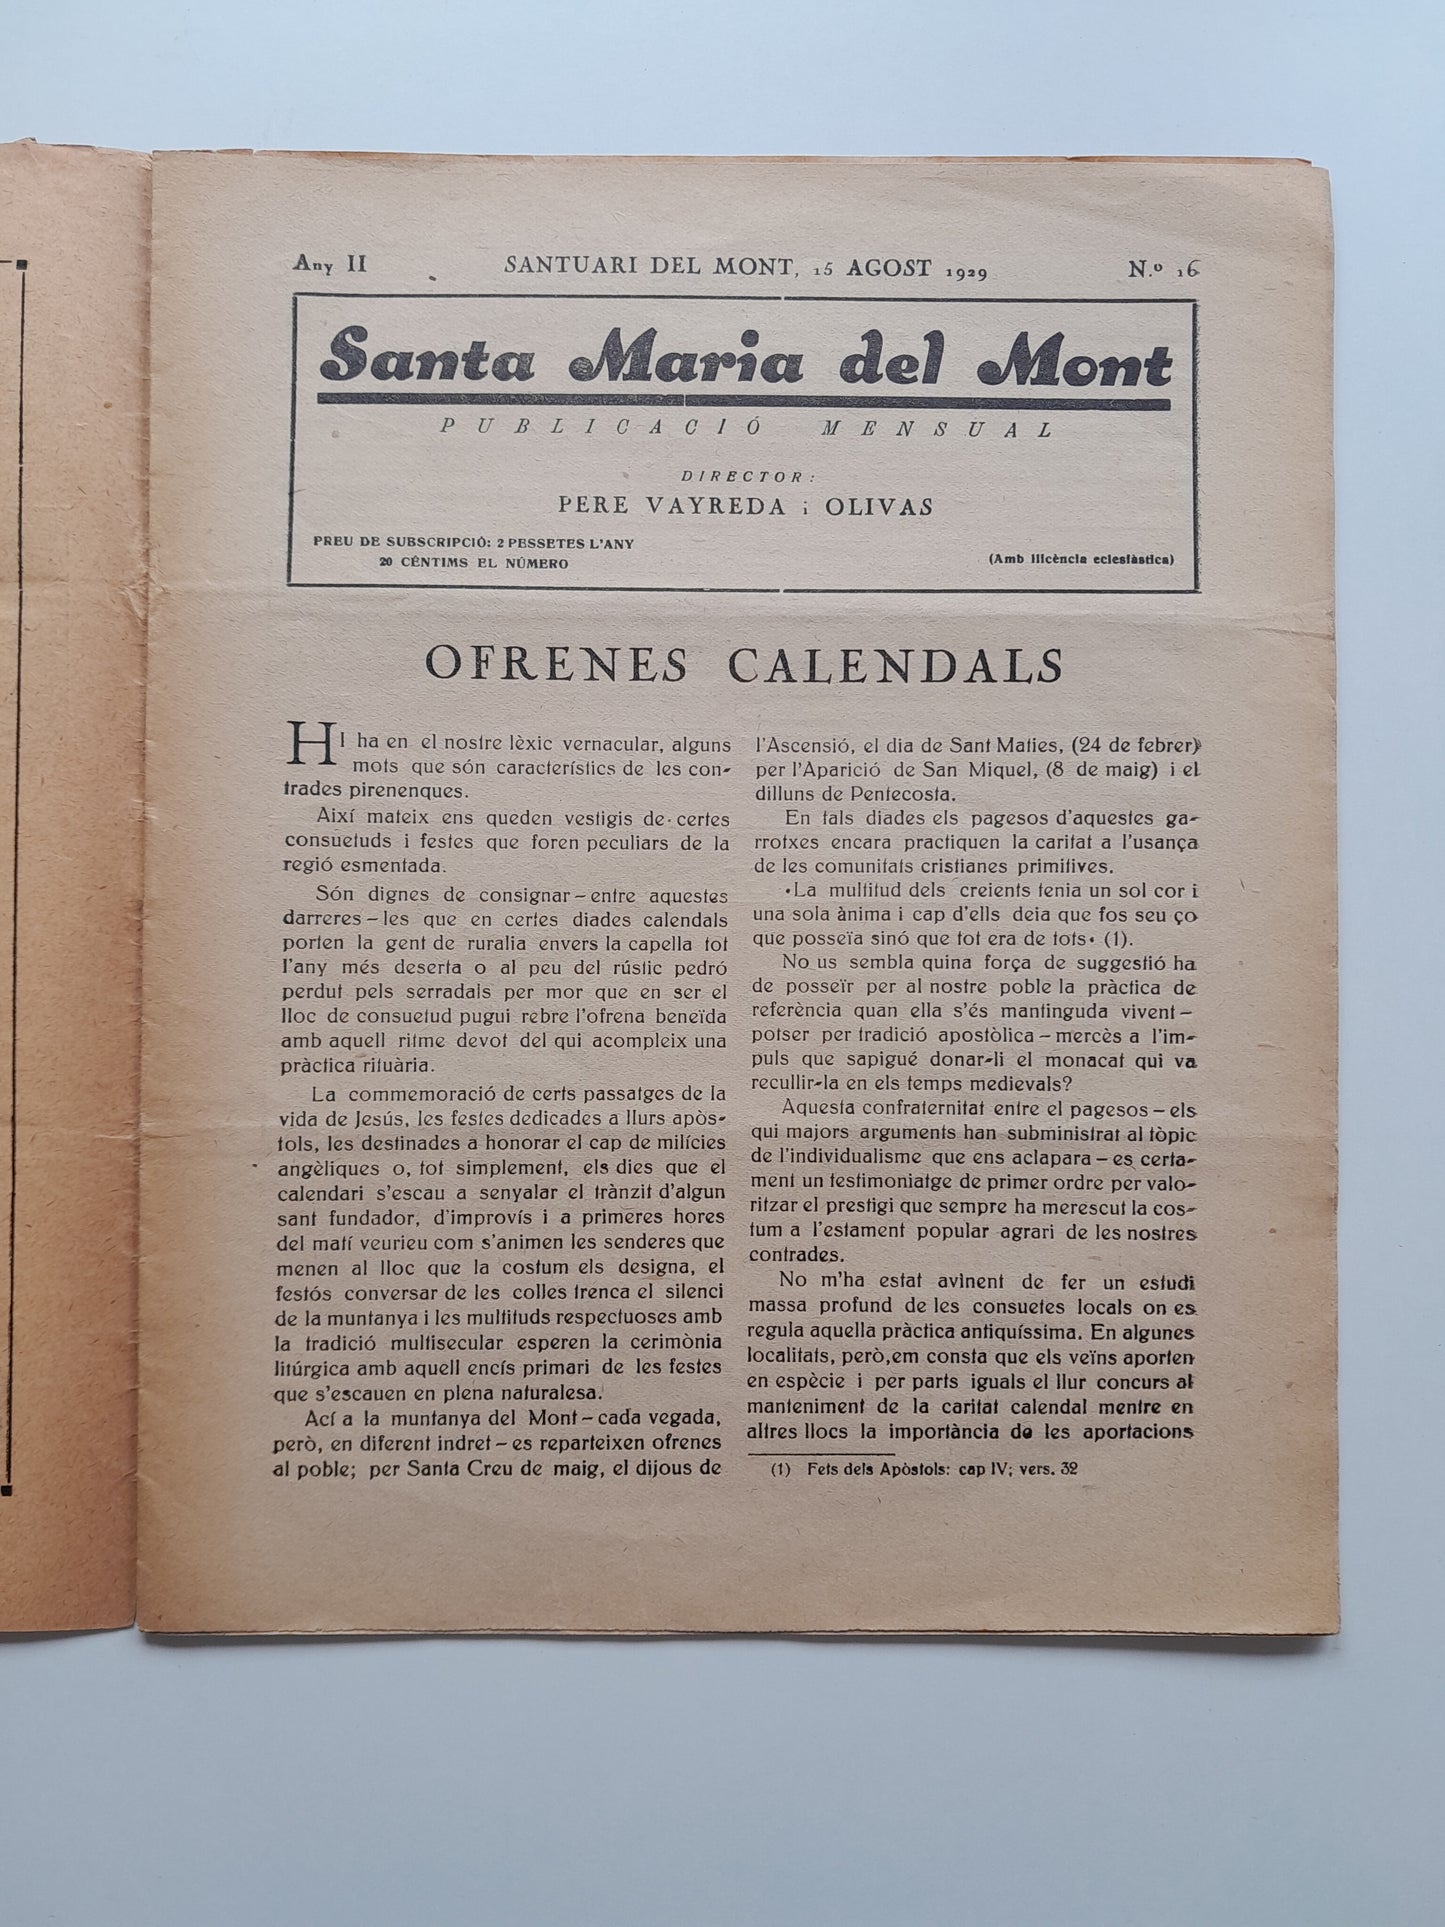 Any II
SANTUARI DEL MONT, 15 AGOST 1929
N.º 16
Santa Maria del Mont
PUBLICACIÓ MENSUAL
DIRECTOR:
PERE VAYREDA i OLIVAS
PREU DE SUBSCRIPCIÓ: 2 PESSETES L'ANY
20 CÉNTIMS EL NÚMERO
(Amb llicència eclesiàstica)
OFRENES CALENDALS
HI ha en el nostre lèxic vernacular, alguns
mots que són característics de les con-
trades pirenenques.
Així mateix ens queden vestigis de certes
consuetuds i festes que foren peculiars de la
regió esmentada.
Són dignes de consignar – entre aquestes
darreres – les que en certes diades calendals
porten la gent de ruralia envers la capella tot
l'any més deserta o al peu del rústic pedró
perdut pels serradals per mor que en ser el
lloc de consuetud pugui rebre l'ofrena beneïda
amb aquell ritme devot del qui acompleix una
pràctica rituària.
La commemoració de certs passatges de la
vida de Jesús, les festes dedicades a llurs apòs-
tols, les destinades a honorar el cap de milícies
angèliques o, tot simplement, els dies que el
calendari s'escau a senyalar el trànzit d'algun
sant fundador, d'improvís i a primeres hores
del matí veurieu com s'animen les senderes que
menen al lloc que la costum els designa, el
festós conversar de les colles trenca el silenci
de la muntanya i les multituds respectuoses amb
la tradició multisecular esperen la cerimònia
litúrgica amb aquell encís primari de les festes
que s'escauen en plena naturalesa.
Ací a la muntanya del Mont – cada vegada,
però, en diferent indret – es reparteixen ofrenes
al poble; per Santa Creu de maig, el dijous de
l'Ascensió, el dia de Sant Maties, (24 de febrer)
per l'Aparició de San Miquel, (8 de maig) i el
dilluns de Pentecosta.
En tals diades els pagesos d'aquestes ga-
rrotxes encara practiquen la caritat a l'usança
de les comunitats cristianes primitives.
•La multitud dels creients tenia un sol cor i
una sola ànima i cap d'ells deia que fos seu ço
que posseïa sinó que tot era de tots• (1).
No us sembla quina força de suggestió ha
de posseïr per al nostre poble la pràctica de
referència quan ella s'és mantinguda vivent –
potser per tradició apostòlica – mercès a l'im-
puls que sapigué donar-li el monacat qui va
recullir-la en els temps medievals?
Aquesta confraternitat entre el pagesos – els
qui majors arguments han subministrat al tòpic
de l'individualisme que ens aclapara – es certa-
ment un testimoniatge de primer ordre per valo-
ritzar el prestigi que sempre ha merescut la cos-
tum a l'estament popular agrari de les nostres
contrades.
No m'ha estat avinent de fer un estudi
massa profund de les consuetes locals on es
regula aquella pràctica antiquíssima. En algunes
localitats, però, em consta que els veïns aporten
en espècie i per parts iguals el llur concurs al
manteniment de la caritat calendal mentre en
altres llocs la importància de les aportacions
(1) Fets dels Apòstols: cap IV; vers. 32